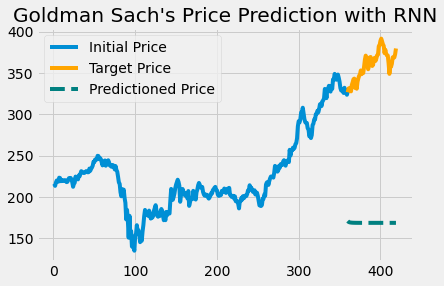 Goldman Sach's Price Prediction with RNN
400
350
300
250
200
150
Initial Price
Target Price
Predictioned Price
0
100
200
300
400